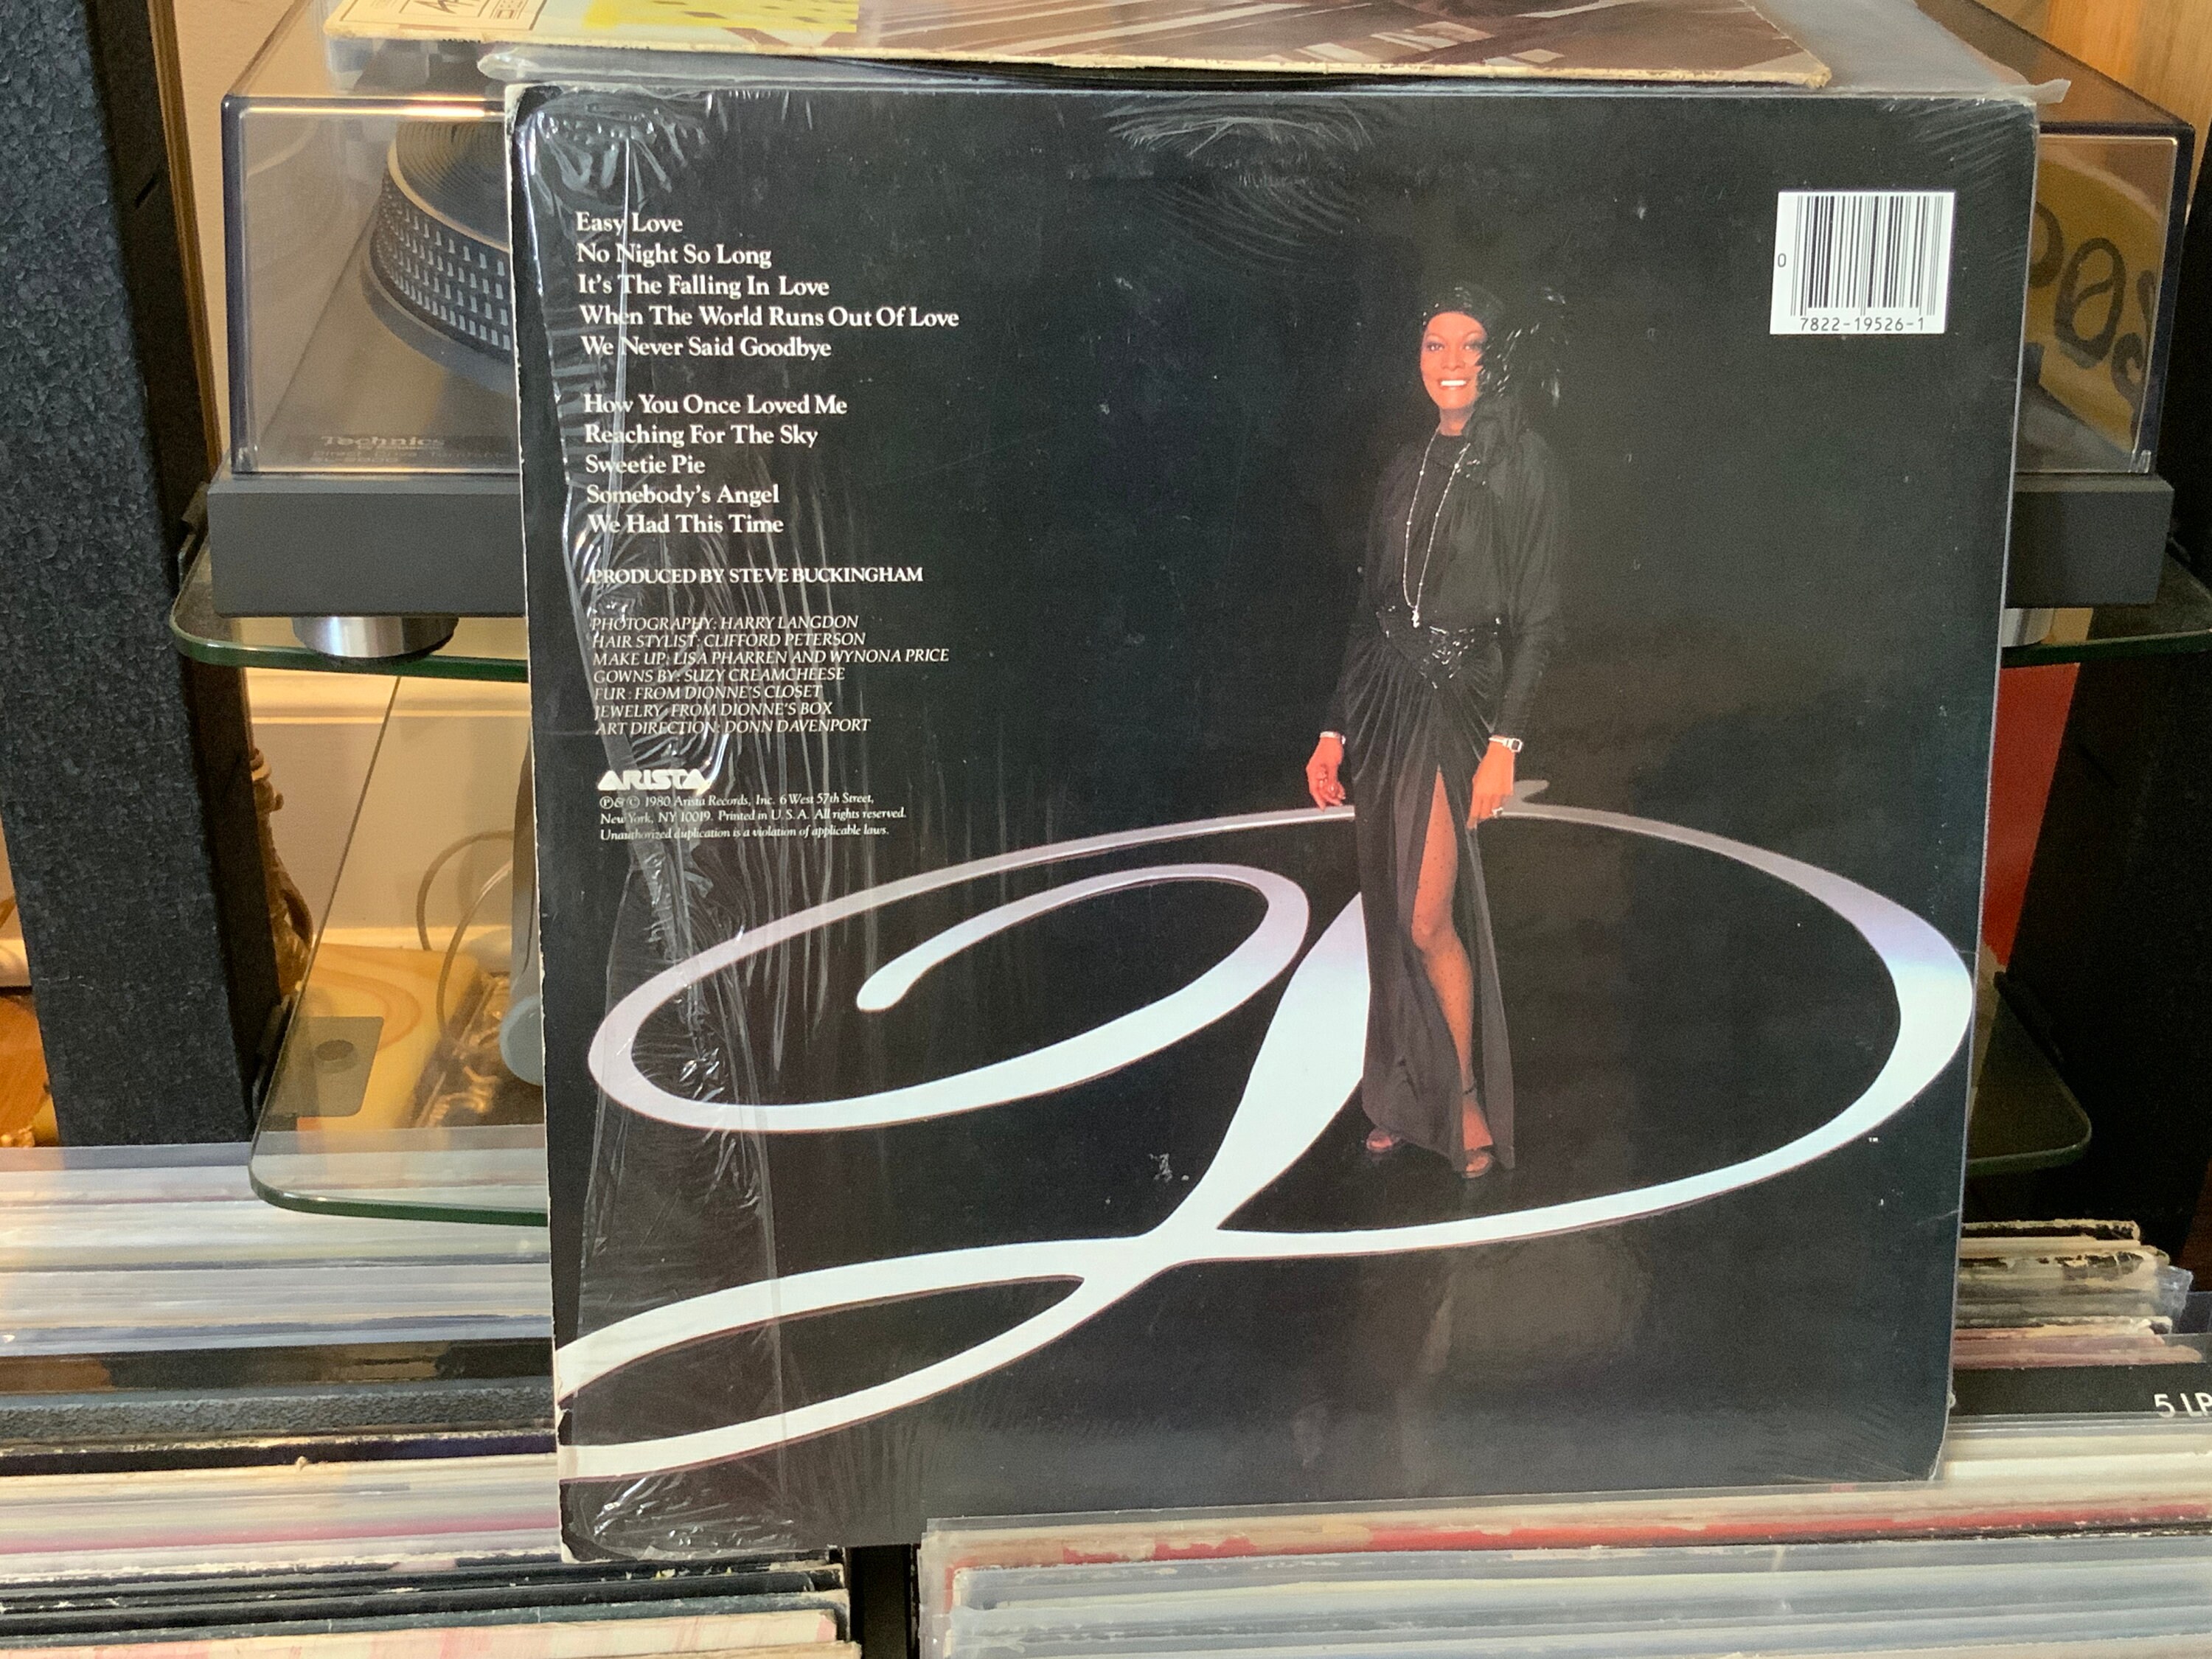 Easy Love
No Night So Long
It's The Falling In Love
When The World Runs Out Of Love
We Never Said Goodbye
How You Once Loved Me
Reaching For The Sky
Sweetie Pie
Somebody's Angel
We Had This Time
PRODUCED BY STEVE BUCKINGHAM
PHOTOGRAPHY: HARRY LANGDON
HAIR STYLIST: CLIFFORD PETERSON
MAKE UP: LISA PHARREN AND WYNONA PRICE
GOWNS BY: SUZY CREAMCHEESE
FUR: FROM DIONNE'S CLOSET
JEWELRY: FROM DIONNE'S BOX
ART DIRECTION: DONN DAVENPORT
ARISTA
℗&© 1980 Arista Records, Inc. 6 West 57th Street,
New York, NY 10019. Printed in U.S.A. All rights reserved.
Unauthorized duplication is a violation of applicable laws.
0
7822-19526-1
D
™
Technics
Direct Drive Turntable
5 LP